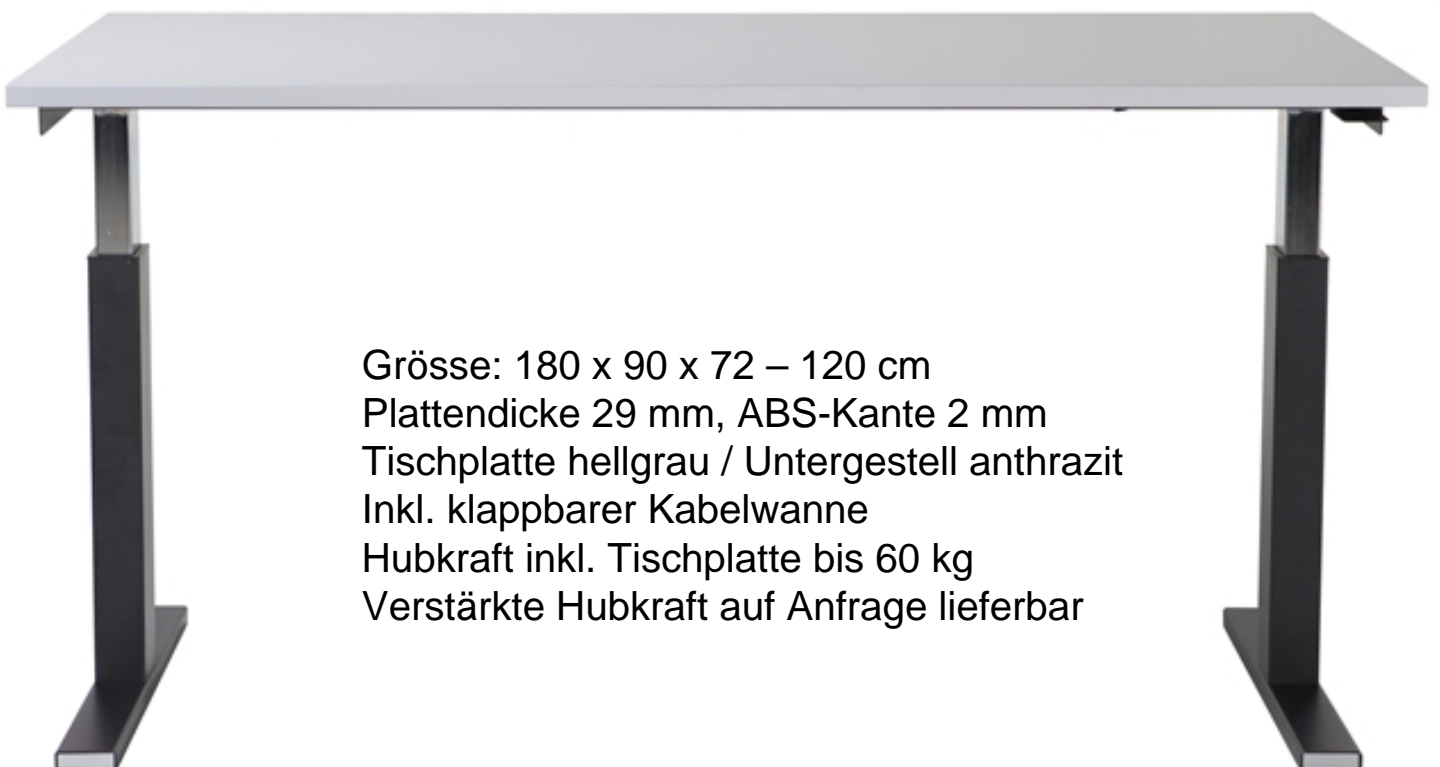 Grösse: 180 x 90 x 72 – 120 cm
Plattendicke 29 mm, ABS-Kante 2 mm
Tischplatte hellgrau / Untergestell anthrazit
Inkl. klappbarer Kabelwanne
Hubkraft inkl. Tischplatte bis 60 kg
Verstärkte Hubkraft auf Anfrage lieferbar